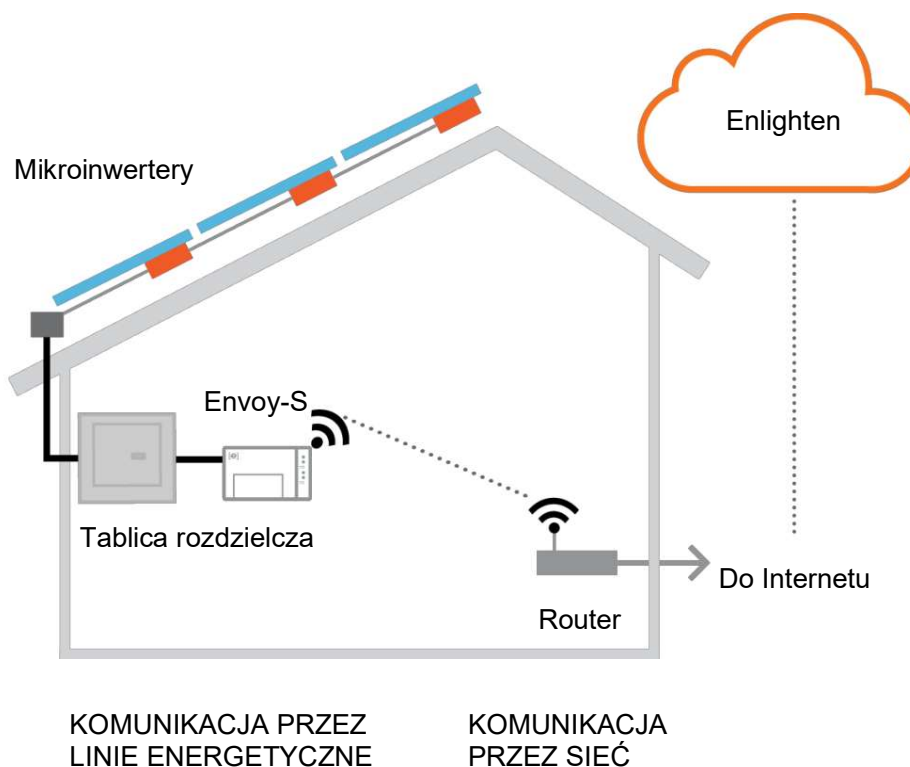 Enlighten
Mikroinwertery
Envoy-S
Tablica rozdzielcza
Do Internetu
Router
KOMUNIKACJA PRZEZ
LINIE ENERGETYCZNE
KOMUNIKACJA
PRZEZ SIEĆ